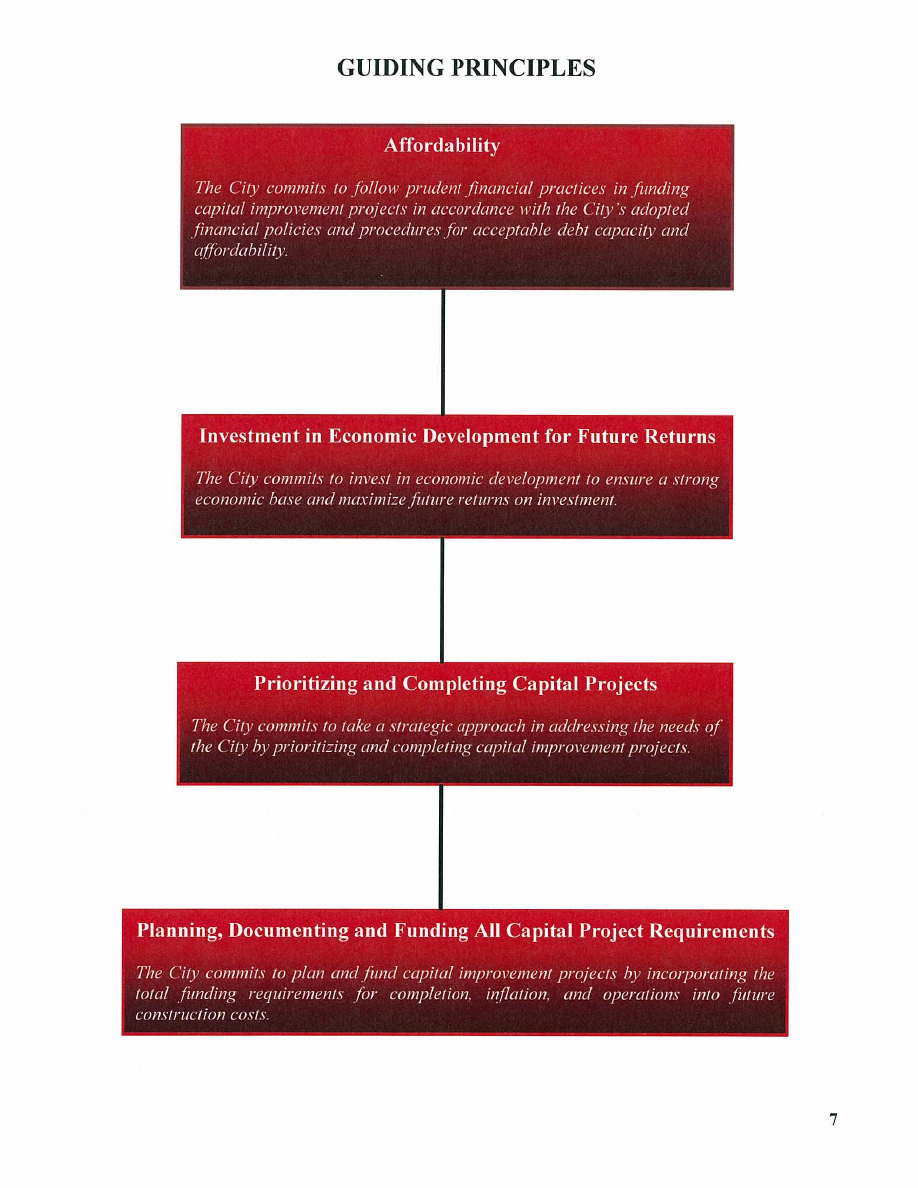 GUIDING PRINCIPLES
Affordability
The City commits to follow prudent financial practices in funding
capital improvement projects in accordance with the City's adopted
financial policies and procedures for acceptable debt capacity and
affordability.
Investment in Economic Development for Future Returns
The City commits to invest in economic development to ensure a strong
economic base and maximize future returns on investment.
Prioritizing and Completing Capital Projects
The City commits to take a strategic approach in addressing the needs of
the City by prioritizing and completing capital improvement projects.
Planning, Documenting and Funding All Capital Project Requirements
The City commits to plan and fund capital improvement projects by incorporating the
total funding requirements for completion, inflation, and operations into future
construction costs.
7